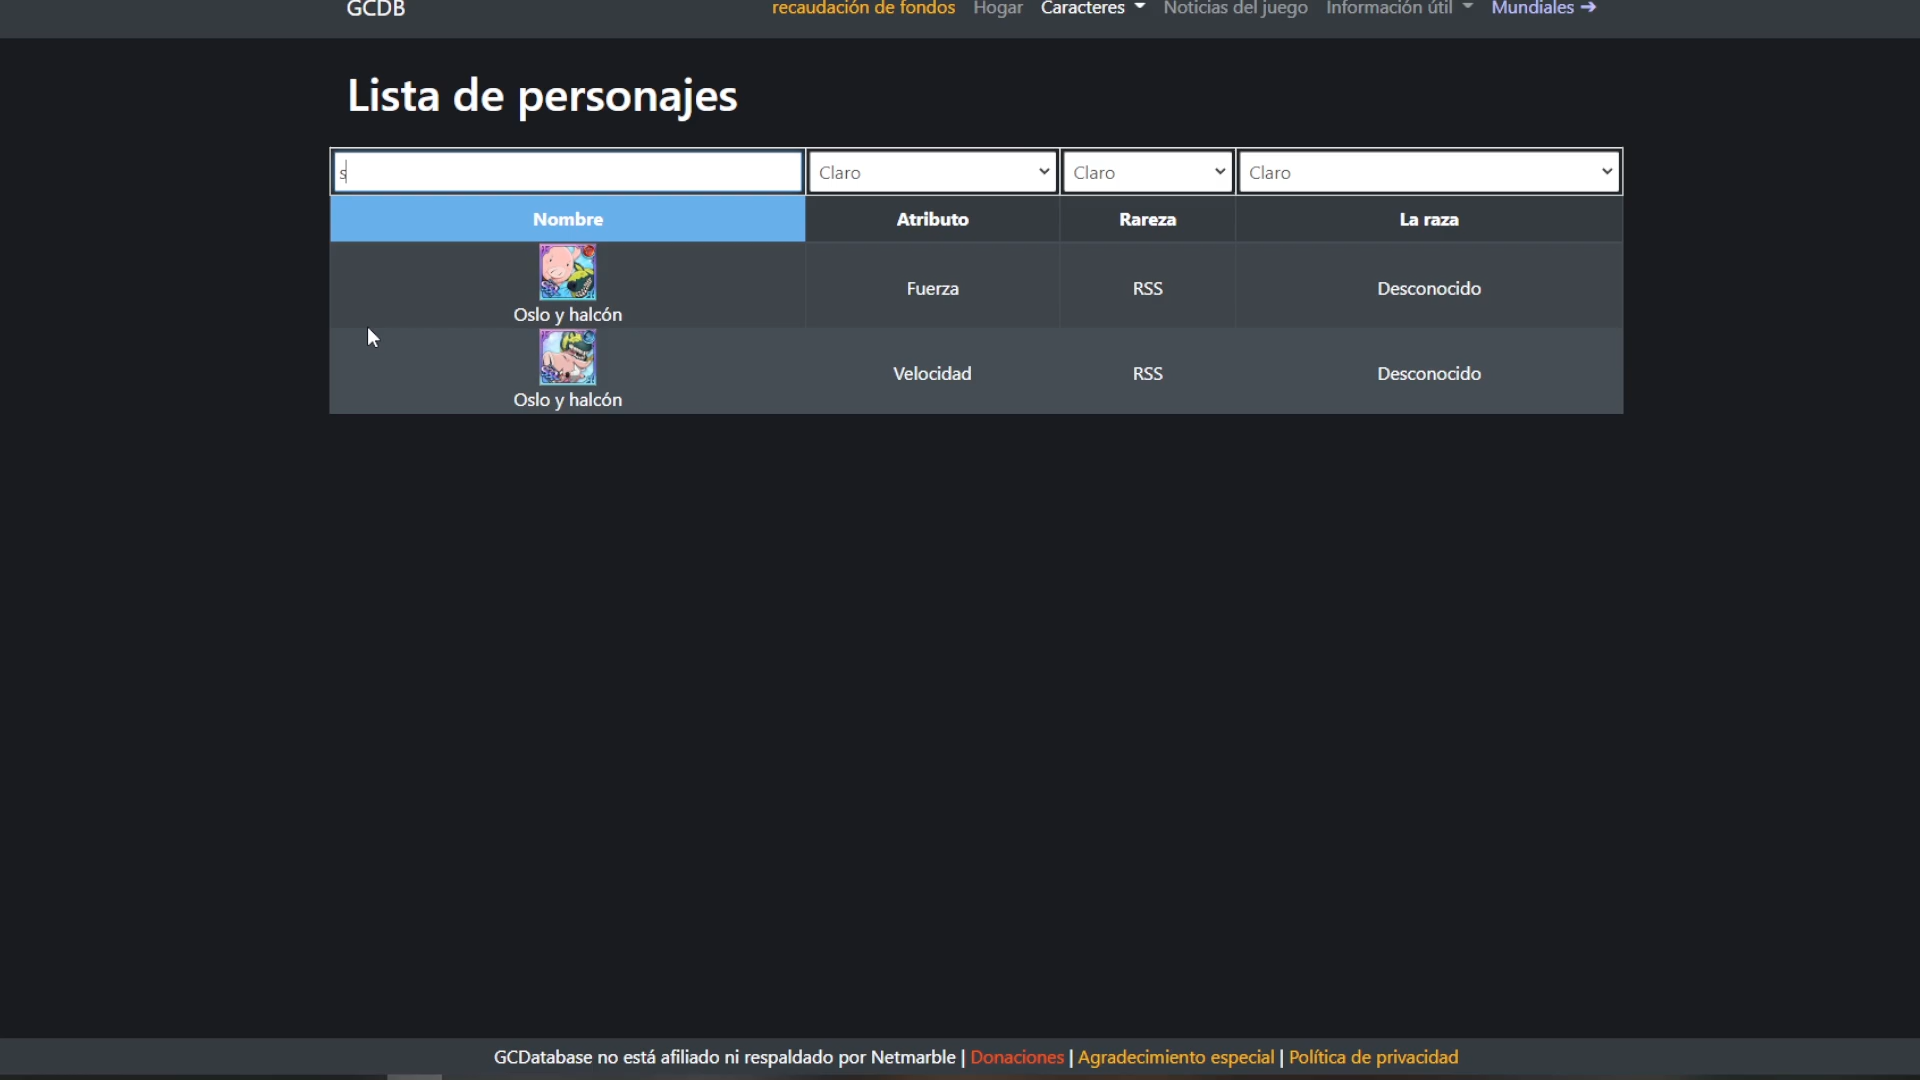 GCDB
recaudación de fondos Hogar Caracteres Noticias del juego Información útil Mundiales →
Lista de personajes
s Claro Claro Claro
Nombre Atributo Rareza La raza
Oslo y halcón Fuerza RSS Desconocido
Oslo y halcón Velocidad RSS Desconocido
GCDatabase no está afiliado ni respaldado por Netmarble | Donaciones | Agradecimiento especial | Política de privacidad